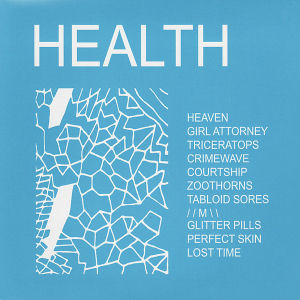 HEALTH
HEAVEN
GIRL ATTORNEY
TRICERATOPS
CRIMEWAVE
COURTSHIP
ZOOTHORNS
TABLOID SORES
/ / M \ \
GLITTER PILLS
PERFECT SKIN
LOST TIME